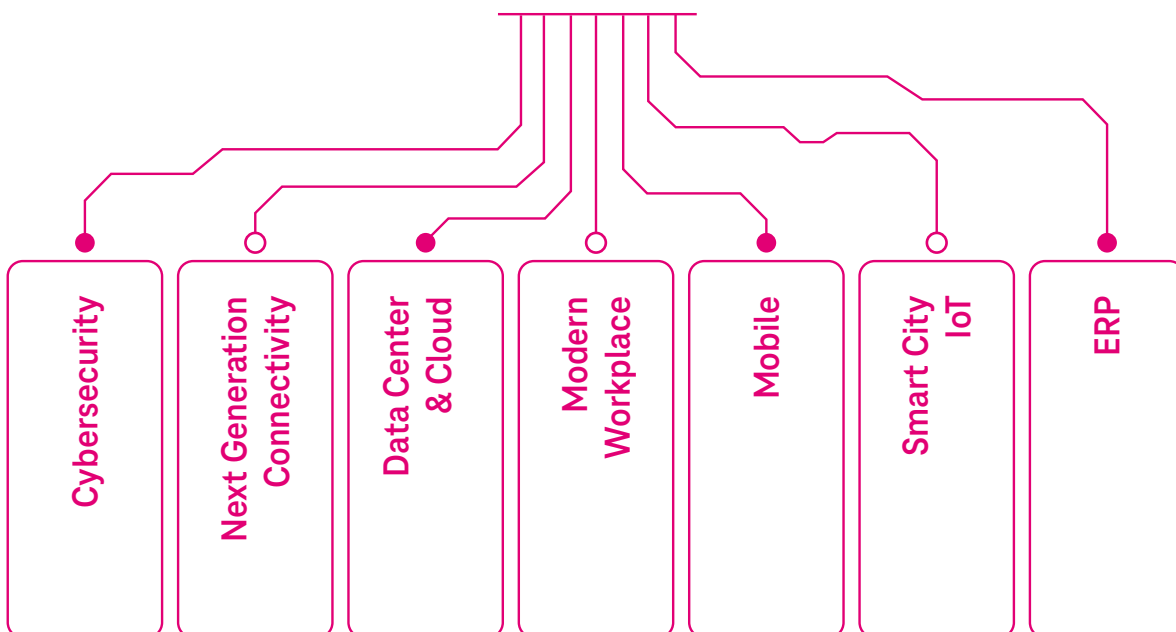 Cybersecurity
Next Generation
Connectivity
Data Center
& Cloud
Modern
Workplace
Mobile
Smart City
IoT
ERP